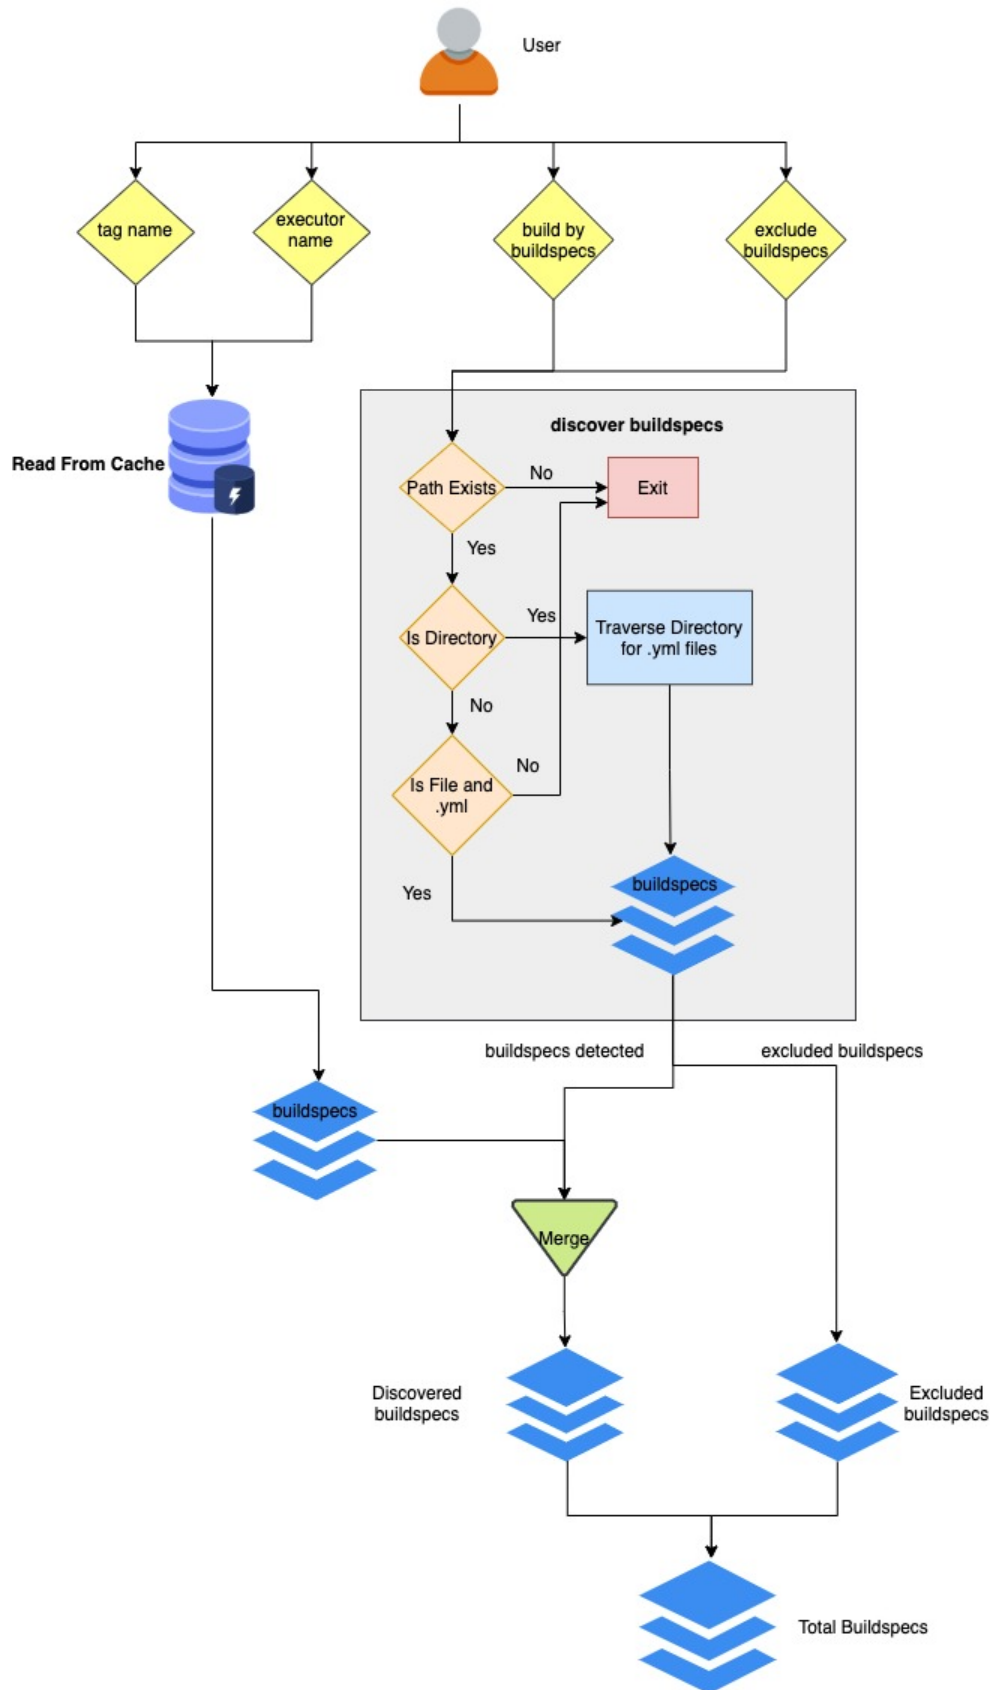 User
tag name
executor
name
build by
buildspecs
exclude
buildspecs
discover buildspecs
Read From Cache
Path Exists
No
Exit
Yes
Is Directory
Yes
Traverse Directory
for .yml files
No
Is File and
.yml
No
Yes
buildspecs
buildspecs detected
excluded buildspecs
buildspecs
Merge
Discovered
buildspecs
Excluded
buildspecs
Total Buildspecs